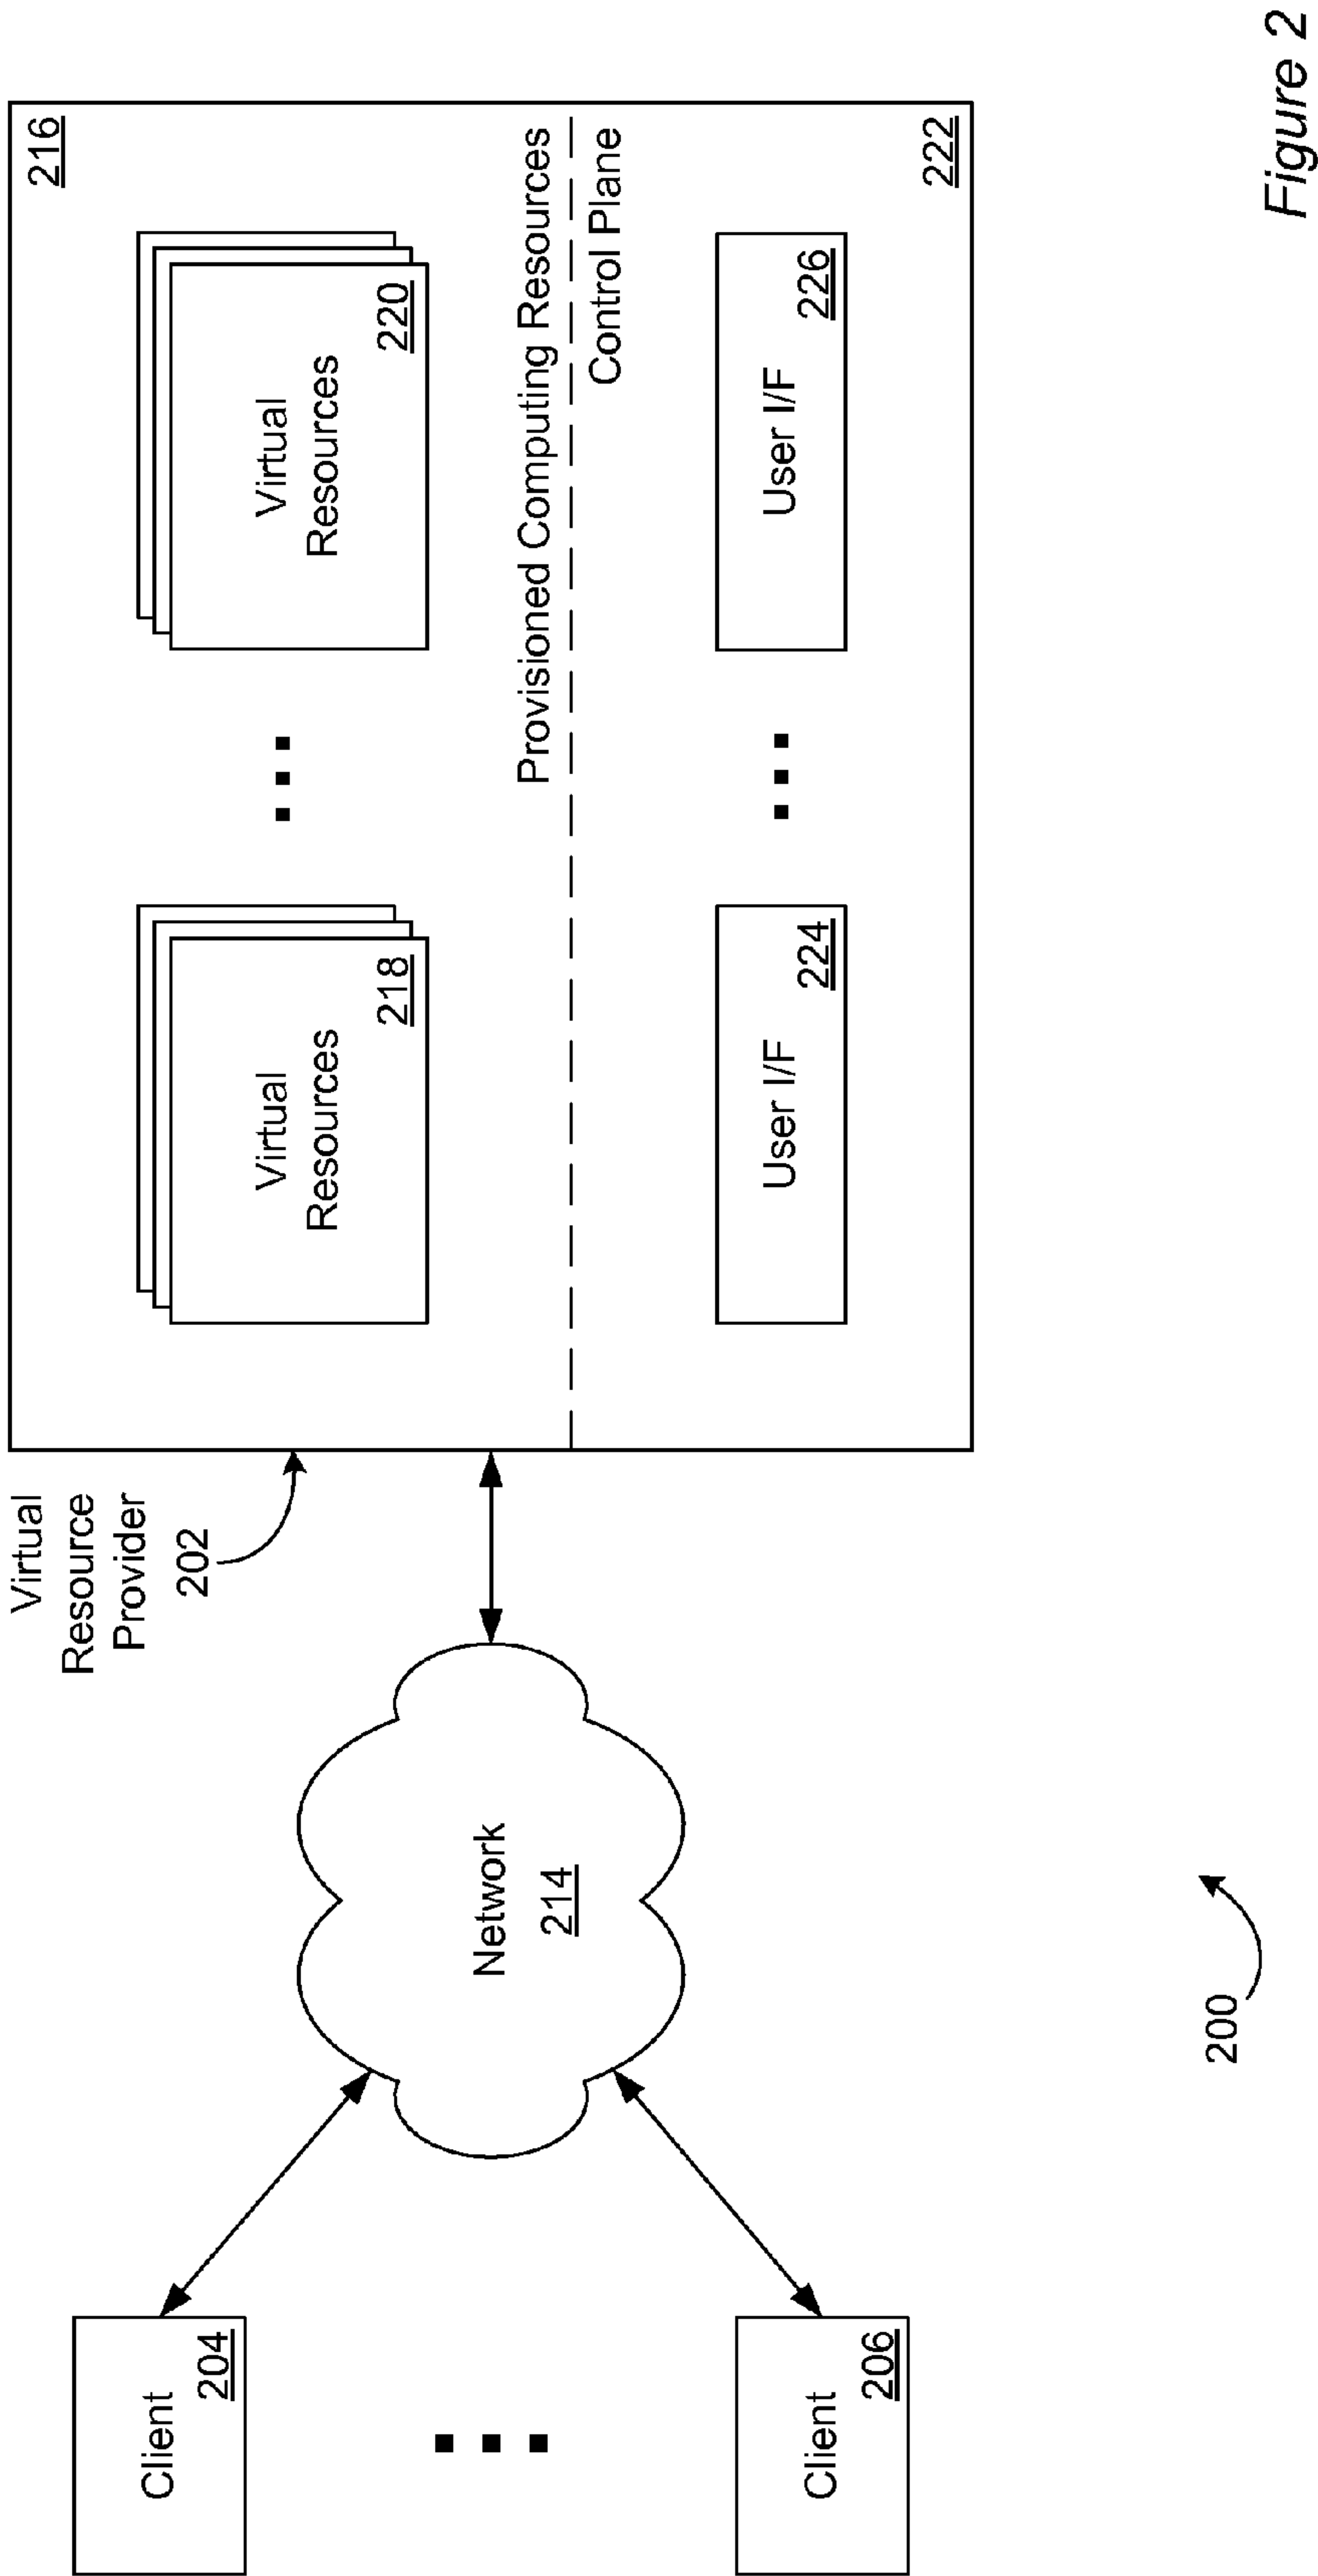 Virtual
Resource
Provider
202
216
Virtual
Resources
218
Virtual
Resources
220
Provisioned Computing Resources
Control Plane
User I/F
224
User I/F
226
222
Network
214
Client
204
Client
206
200
Figure 2